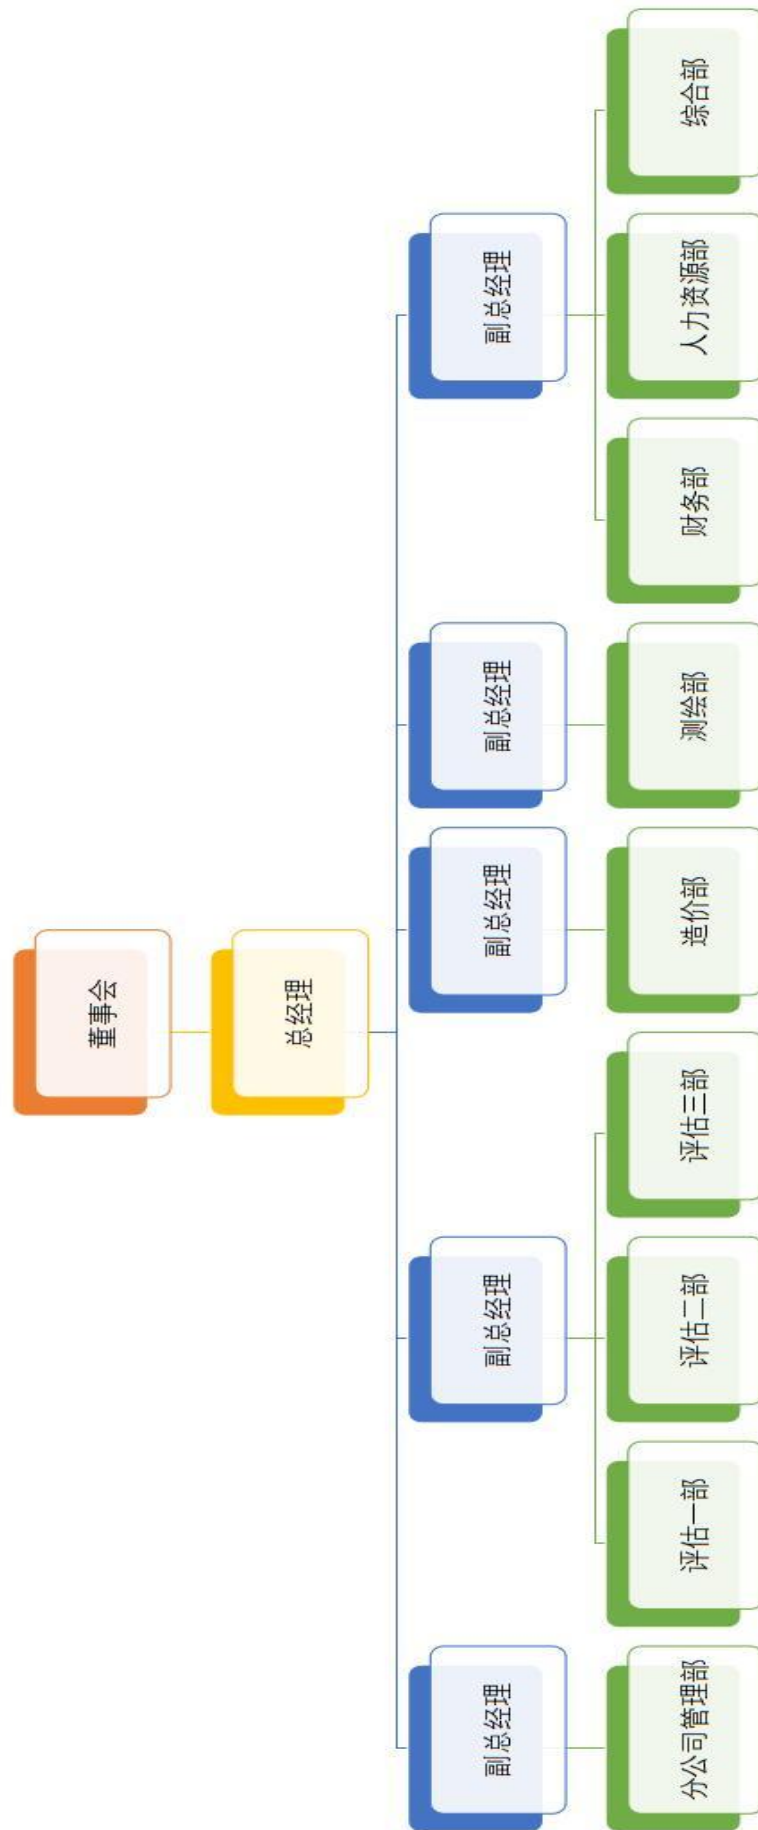 董事会
总经理
副总经理
副总经理
副总经理
副总经理
副总经理
分公司管理部
评估一部
评估二部
评估三部
造价部
测绘部
财务部
人力资源部
综合部